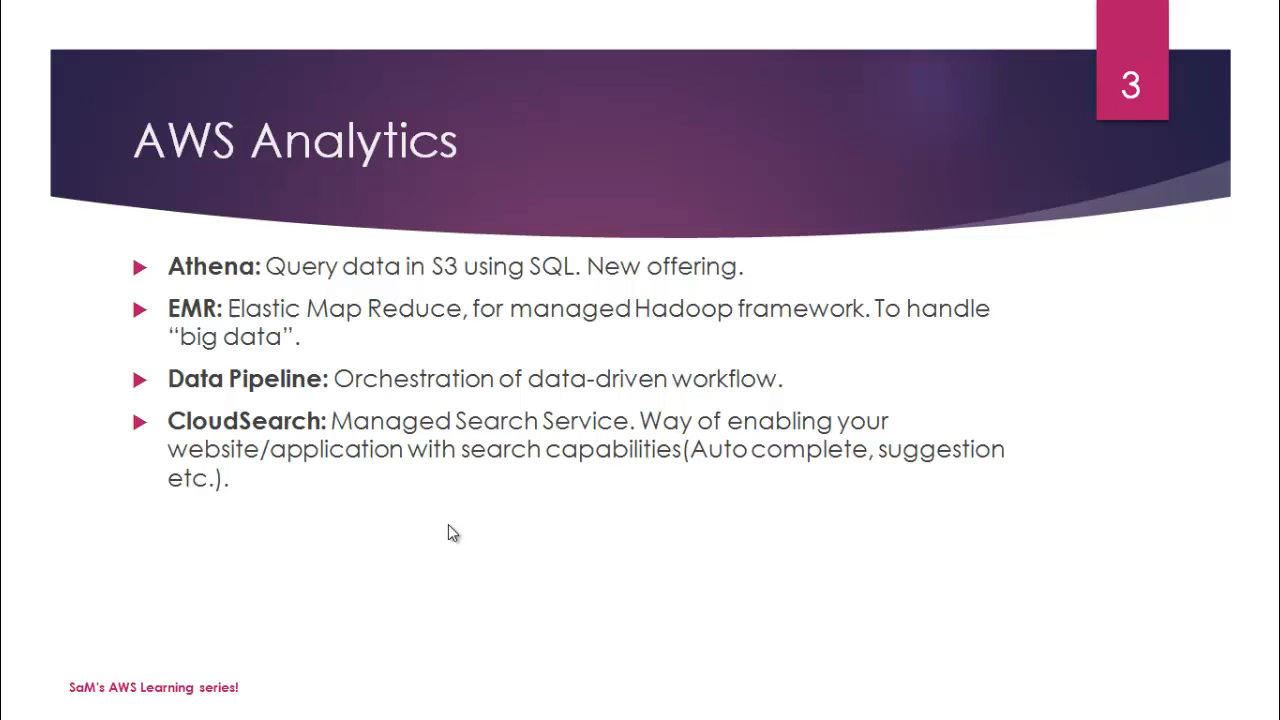 3
AWS Analytics
Athena: Query data in S3 using SQL. New offering.
EMR: Elastic Map Reduce, for managed Hadoop framework. To handle
“big data”.
Data Pipeline: Orchestration of data-driven workflow.
CloudSearch: Managed Search Service. Way of enabling your
website/application with search capabilities(Auto complete, suggestion
etc.).
SaM's AWS Learning series!